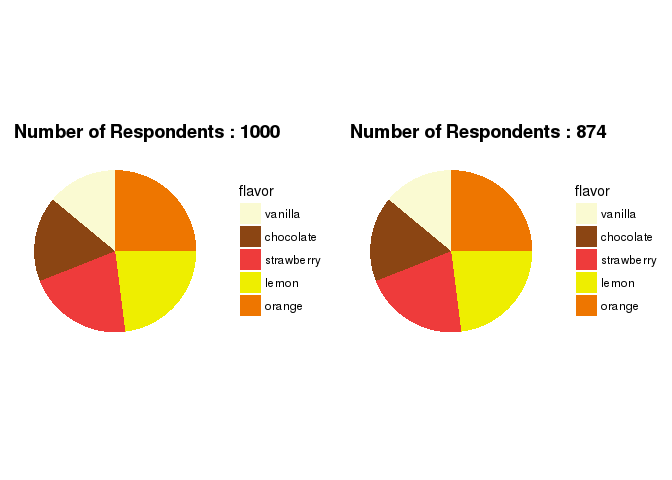 Number of Respondents : 1000
flavor
vanilla
chocolate
strawberry
lemon
orange
Number of Respondents : 874
flavor
vanilla
chocolate
strawberry
lemon
orange